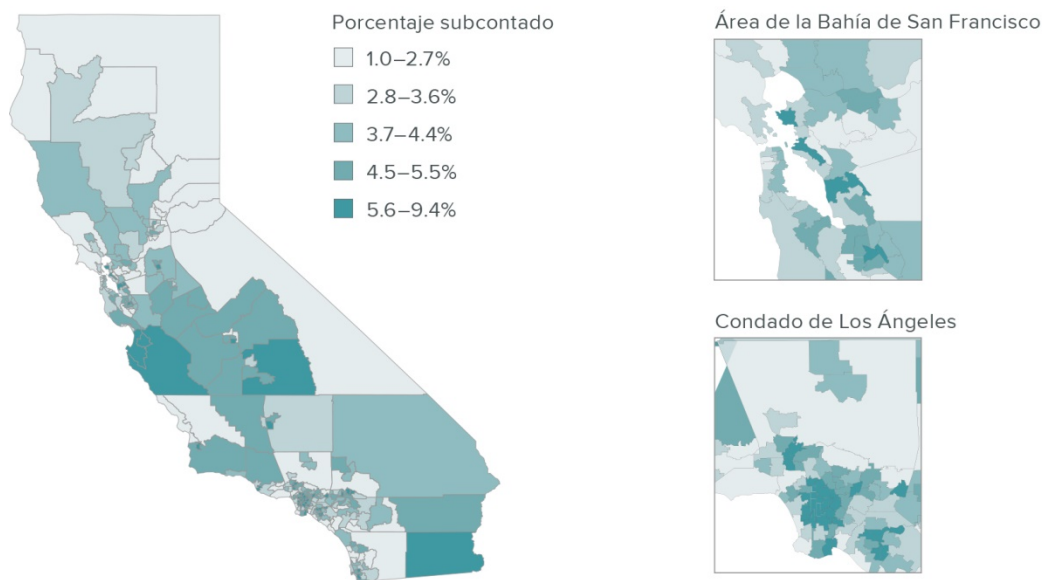 Porcentaje subcontado
1.0–2.7%
2.8–3.6%
3.7–4.4%
4.5–5.5%
5.6–9.4%
Área de la Bahía de San Francisco
Condado de Los Ángeles